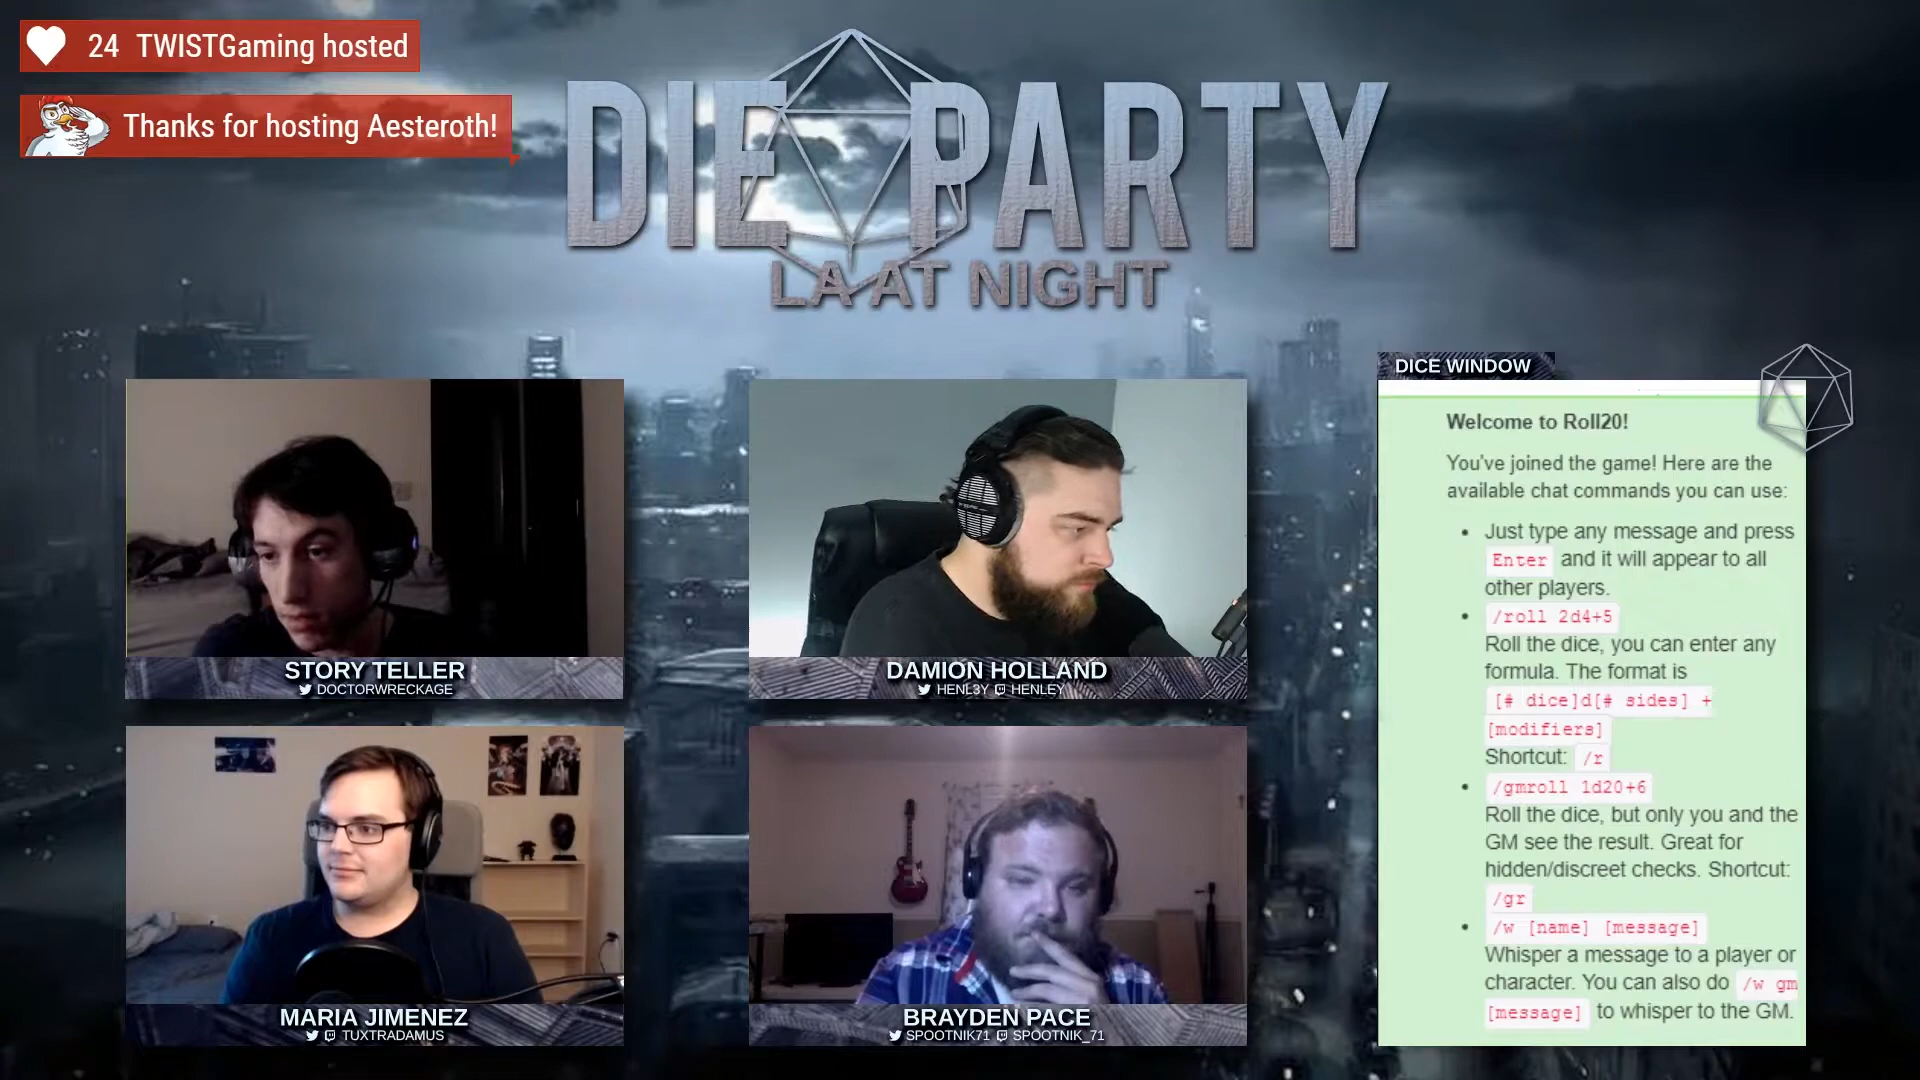 24 TWISTGaming hosted
Thanks for hosting Aesteroth!
DIE PARTY
LA AT NIGHT
STORY TELLER
DOCTORWRECKAGE
DAMION HOLLAND
HENL3Y HENLEY
MARIA JIMENEZ
TUXTRADAMUS
BRAYDEN PACE
SPOOTNIK71 SPOOTNIK_71
DICE WINDOW
Welcome to Roll20!
You've joined the game! Here are the
available chat commands you can use:
• Just type any message and press
Enter and it will appear to all
other players.
• /roll 2d4+5
Roll the dice, you can enter any
formula. The format is
[# dice]d[# sides] +
[modifiers]
Shortcut: /r
• /gmroll 1d20+6
Roll the dice, but only you and the
GM see the result. Great for
hidden/discreet checks. Shortcut:
/gr
• /w [name] [message]
Whisper a message to a player or
character. You can also do /w gm
[message] to whisper to the GM.